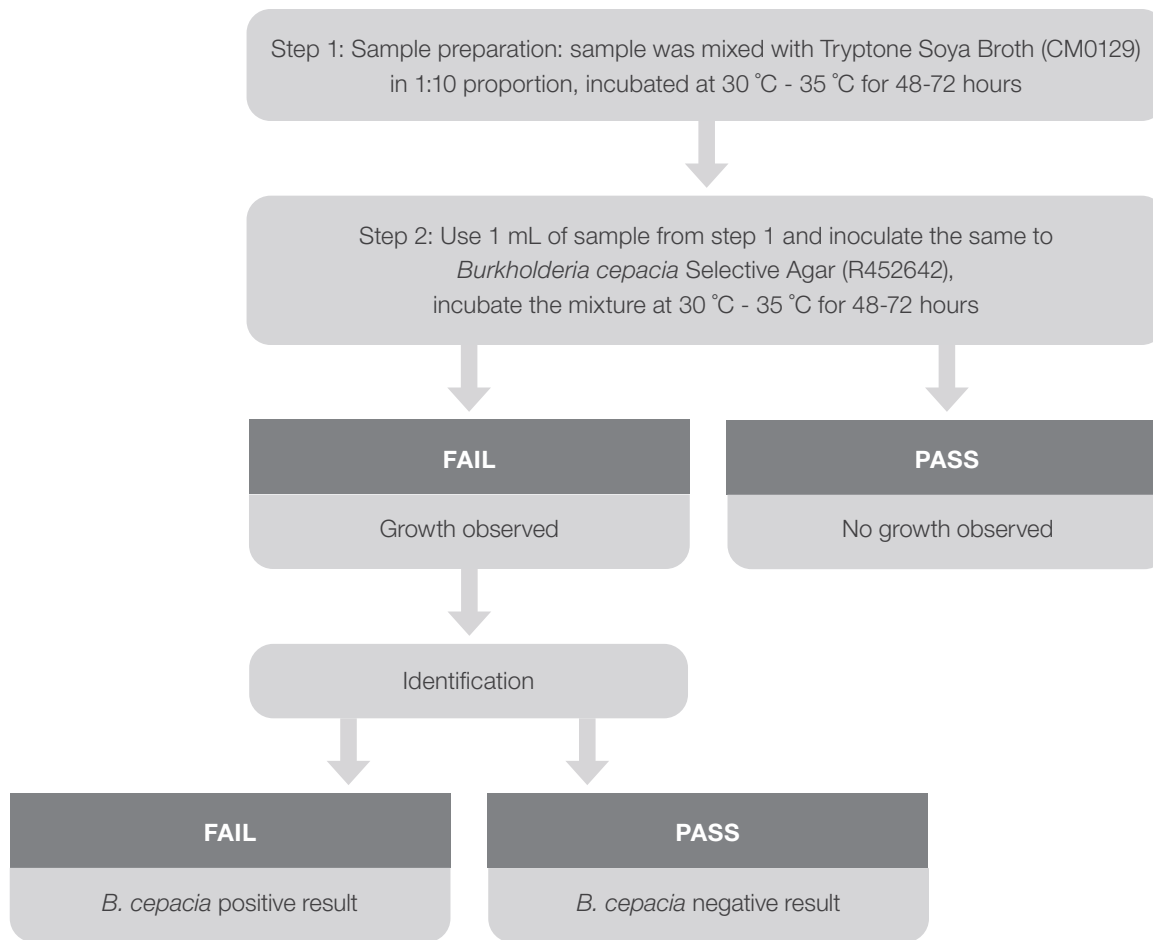 Step 1: Sample preparation: sample was mixed with Tryptone Soya Broth (CM0129)
in 1:10 proportion, incubated at 30 ˚C - 35 ˚C for 48-72 hours
Step 2: Use 1 mL of sample from step 1 and inoculate the same to
Burkholderia cepacia Selective Agar (R452642),
incubate the mixture at 30 ˚C - 35 ˚C for 48-72 hours
FAIL
PASS
Growth observed
No growth observed
Identification
FAIL
PASS
B. cepacia positive result
B. cepacia negative result